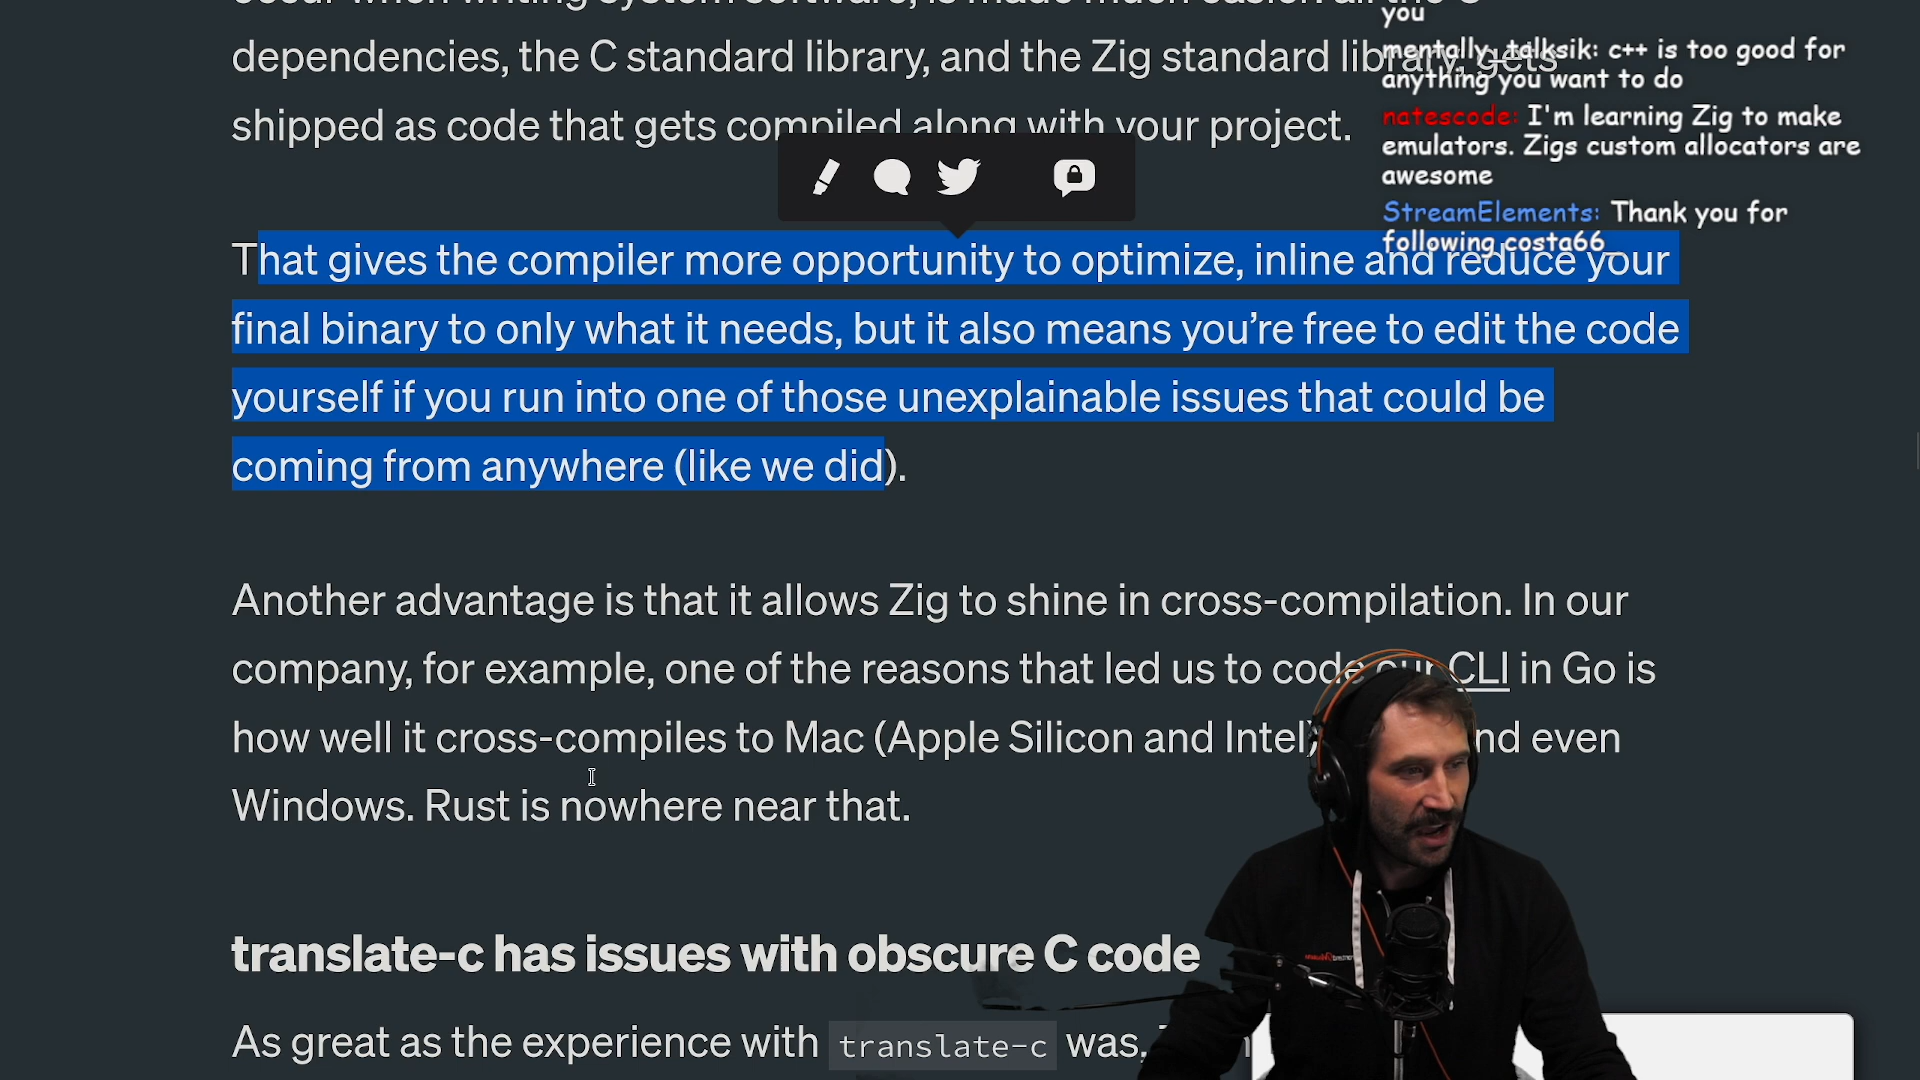 dependencies, the C standard library, and the Zig standard library, gets
shipped as code that gets compiled along with your project.
That gives the compiler more opportunity to optimize, inline and reduce your
final binary to only what it needs, but it also means you’re free to edit the code
yourself if you run into one of those unexplainable issues that could be
coming from anywhere (like we did).
Another advantage is that it allows Zig to shine in cross-compilation. In our
company, for example, one of the reasons that led us to code our CLI in Go is
how well it cross-compiles to Mac (Apple Silicon and Intel) and even
Windows. Rust is nowhere near that.
translate-c has issues with obscure C code
As great as the experience with translate-c was,
you
mentally_talksik: c++ is too good for
anything you want to do
natescode: I'm learning Zig to make
emulators. Zigs custom allocators are
awesome
StreamElements: Thank you for
following costa66_